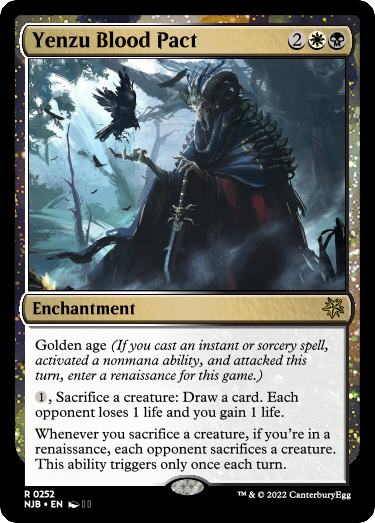 Yenzu Blood Pact 2
Enchantment
Golden age (If you cast an instant or sorcery spell,
activated a nonmana ability, and attacked this
turn, enter a renaissance for this game.)
1, Sacrifice a creature: Draw a card. Each
opponent loses 1 life and you gain 1 life.
Whenever you sacrifice a creature, if you're in a
renaissance, each opponent sacrifices a creature.
This ability triggers only once each turn.
R 0252
NJB • EN
™ & © 2022 CanterburyEgg